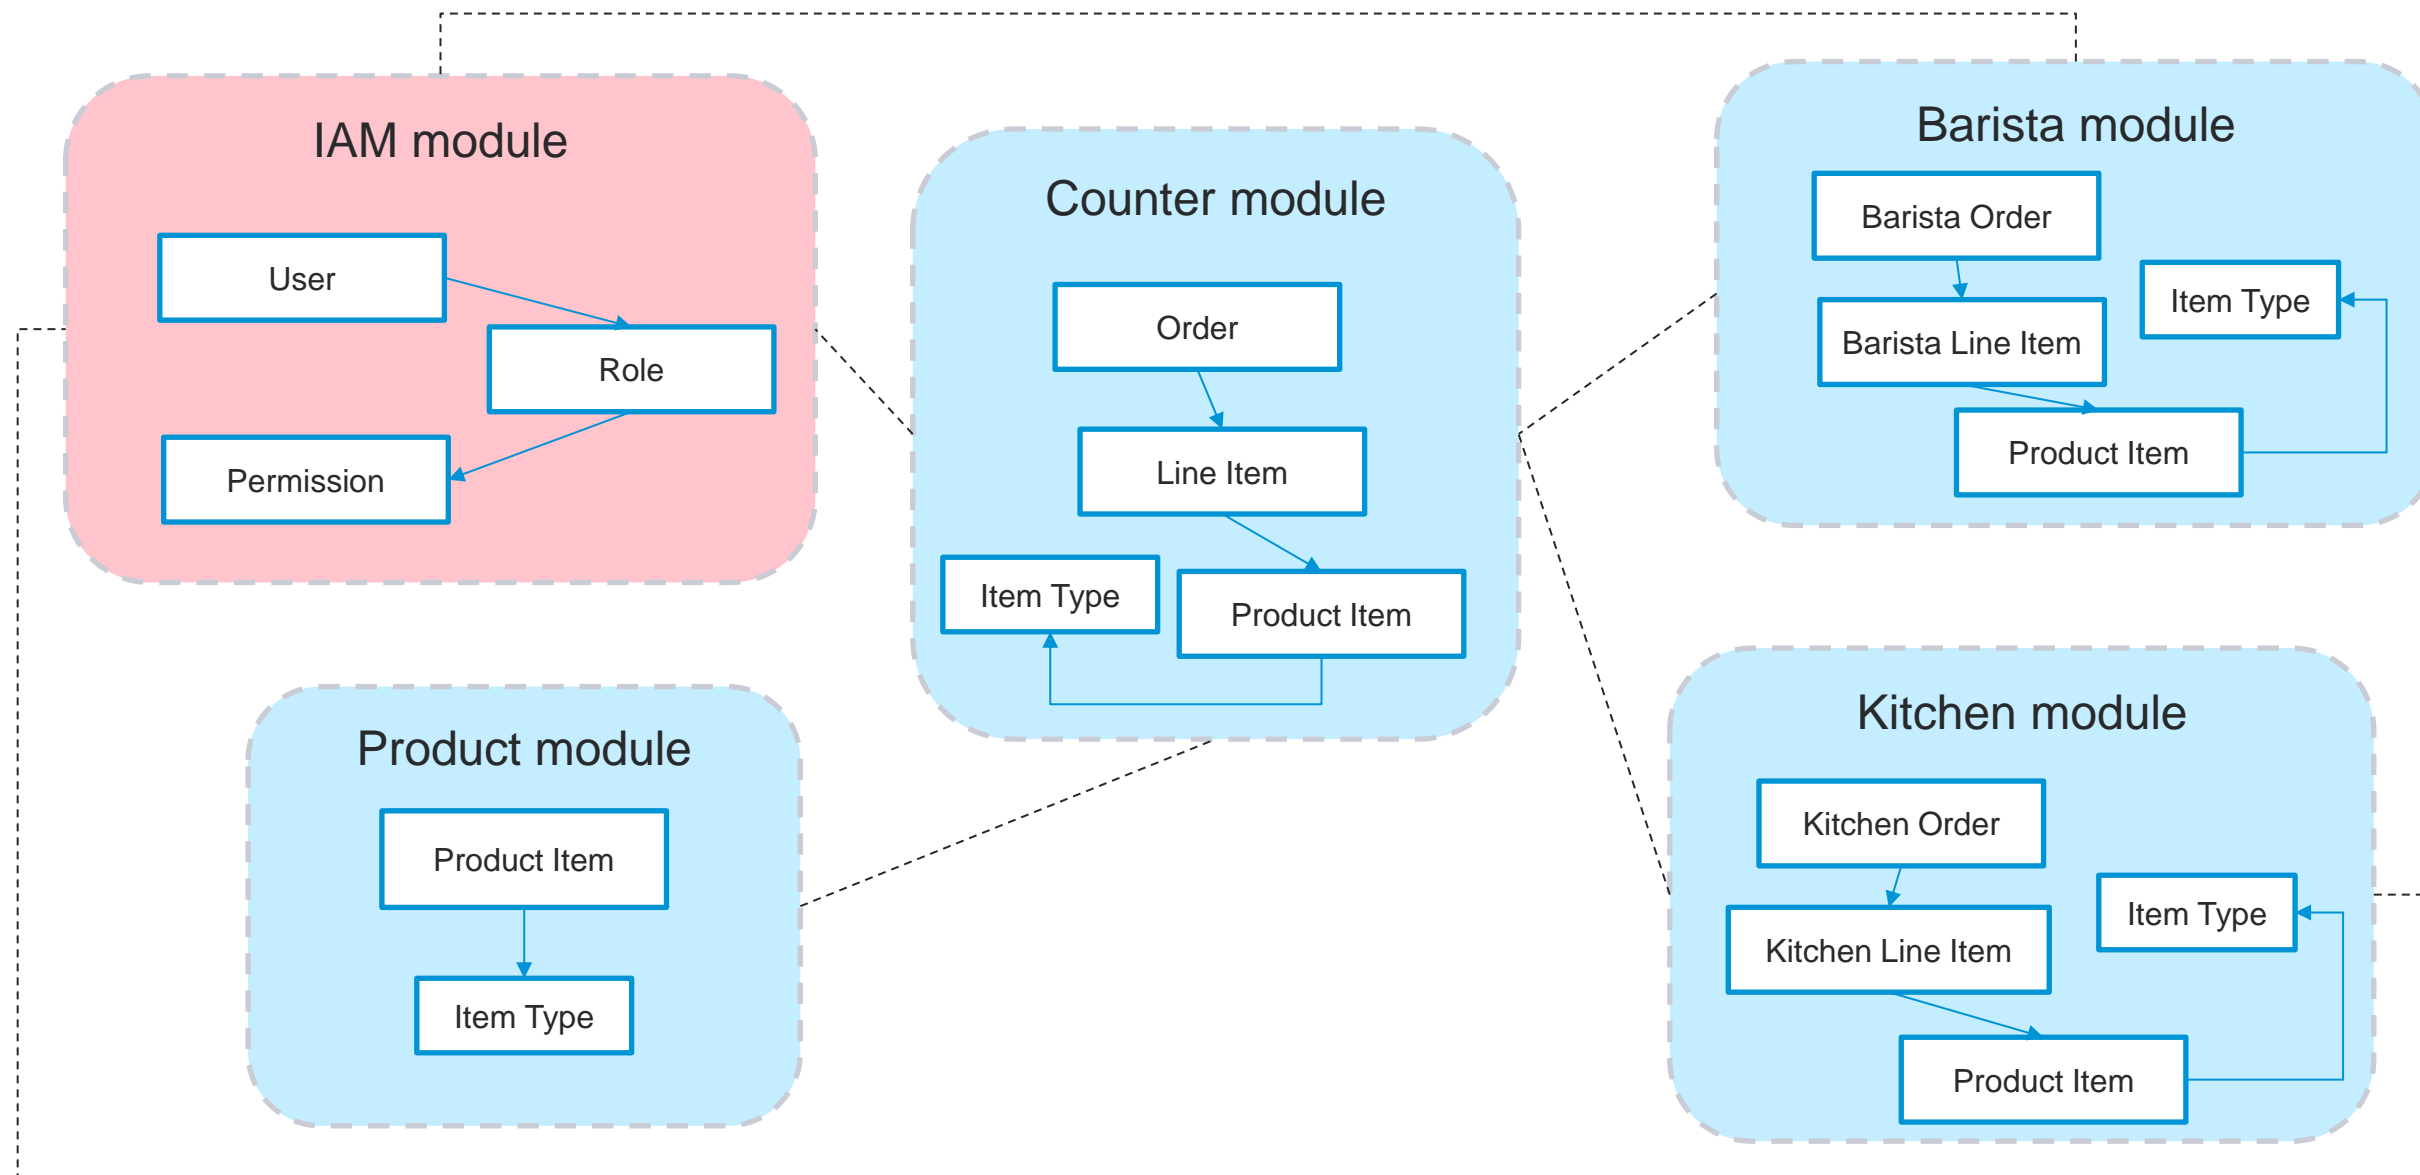 IAM module
User
Role
Permission
Counter module
Order
Line Item
Item Type
Product Item
Barista module
Barista Order
Item Type
Barista Line Item
Product Item
Product module
Product Item
Item Type
Kitchen module
Kitchen Order
Item Type
Kitchen Line Item
Product Item